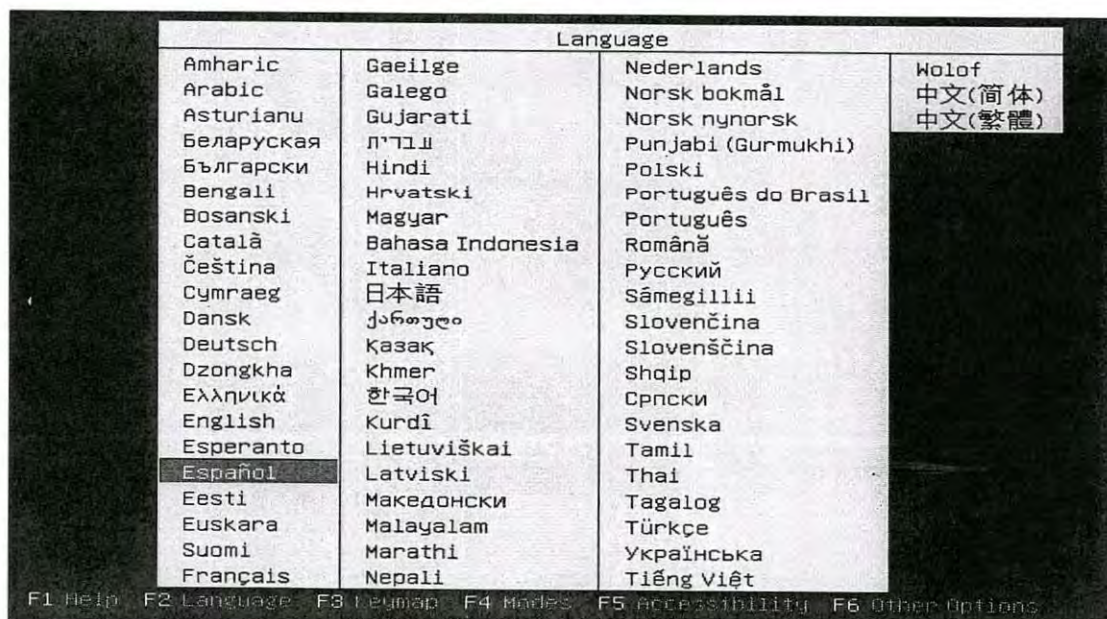 Language
Amharic
Arabic
Asturianu
Беларуская
Български
Bengali
Bosanski
Català
Čeština
Cymraeg
Dansk
Deutsch
Dzongkha
Ελληνικά
English
Esperanto
Español
Eesti
Euskara
Suomi
Français
Gaeilge
Galego
Gujarati
עברית
Hindi
Hrvatski
Magyar
Bahasa Indonesia
Italiano
日本語
ქართული
Қазақ
Khmer
한국어
Kurdî
Lietuviškai
Latviski
Македонски
Malayalam
Marathi
Nepali
Nederlands
Norsk bokmål
Norsk nynorsk
Punjabi (Gurmukhi)
Polski
Português do Brasil
Português
Română
Русский
Sámegillii
Slovenčina
Slovenščina
Shqip
Српски
Svenska
Tamil
Thai
Tagalog
Türkçe
Українська
Tiếng Việt
Wolof
中文(简体)
中文(繁體)
F1 Help F2 Language F3 Keymap F4 Modes F5 Accessibility F6 Other Options